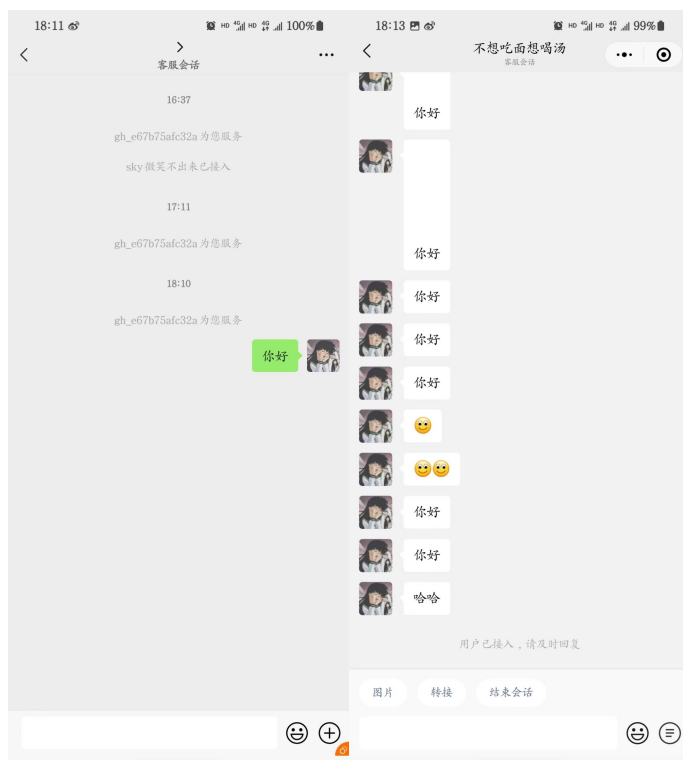 18:11
HD 4G HD 4G 100%
客服会话
16:37
gh_e67b75afc32a 为您服务
sky微笑不出来已接入
17:11
gh_e67b75afc32a 为您服务
18:10
gh_e67b75afc32a 为您服务
你好
18:13
HD 4G HD 4G 99%
不想吃面想喝汤
客服会话
你好
你好
你好
你好
你好
你好
你好
哈哈
用户已接入，请及时回复
图片 转接 结束会话